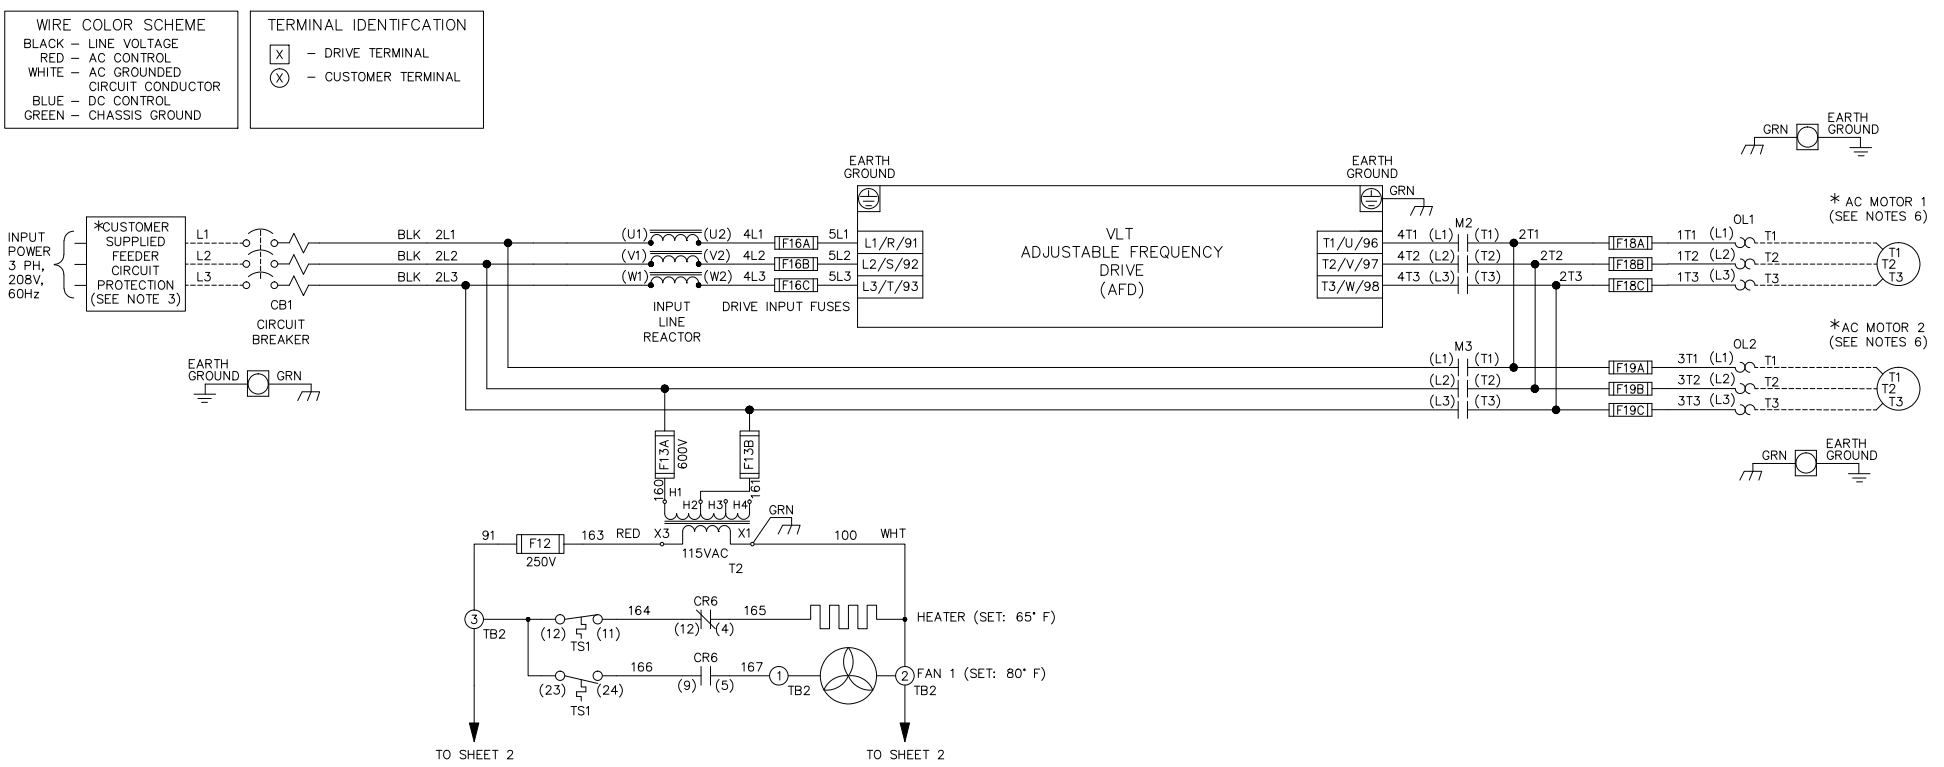 WIRE COLOR SCHEME
BLACK – LINE VOLTAGE
RED – AC CONTROL
WHITE – AC GROUNDED
CIRCUIT CONDUCTOR
BLUE – DC CONTROL
GREEN – CHASSIS GROUND
TERMINAL IDENTIFCATION
X – DRIVE TERMINAL
X – CUSTOMER TERMINAL
INPUT
POWER
3 PH,
208V,
60Hz
*CUSTOMER
SUPPLIED
FEEDER
CIRCUIT
PROTECTION
(SEE NOTE 3)
L1
L2
L3
CB1
CIRCUIT
BREAKER
EARTH
GROUND
GRN
BLK 2L1
BLK 2L2
BLK 2L3
(U1) (U2) 4L1 F16A 5L1
(V1) (V2) 4L2 F16B 5L2
(W1) (W2) 4L3 F16C 5L3
INPUT
LINE
REACTOR
DRIVE INPUT FUSES
EARTH
GROUND
L1/R/91
L2/S/92
L3/T/93
VLT
ADJUSTABLE FREQUENCY
DRIVE
(AFD)
EARTH
GROUND
GRN
T1/U/96
T2/V/97
T3/W/98
M2
4T1 (L1) (T1) 2T1
4T2 (L2) (T2) 2T2
4T3 (L3) (T3) 2T3
F18A
F18B
F18C
OL1
1T1 (L1) T1
1T2 (L2) T2
1T3 (L3) T3
GRN
EARTH
GROUND
* AC MOTOR 1
(SEE NOTES 6)
T1
T2
T3
M3
(L1) (T1)
(L2) (T2)
(L3) (T3)
F19A
F19B
F19C
OL2
3T1 (L1) T1
3T2 (L2) T2
3T3 (L3) T3
* AC MOTOR 2
(SEE NOTES 6)
T1
T2
T3
GRN
EARTH
GROUND
F13A
600V
F13B
160
161
H1
H2 H3 H4
GRN
91 F12 163 RED X3
250V
X1 100 WHT
115VAC
T2
3
TB2
(12) (11)
TS1
164
CR6
(12) (4)
165
HEATER (SET: 65° F)
(23) (24)
TS1
166
CR6
(9) (5)
167
1
TB2
2
TB2
FAN 1 (SET: 80° F)
TO SHEET 2
TO SHEET 2